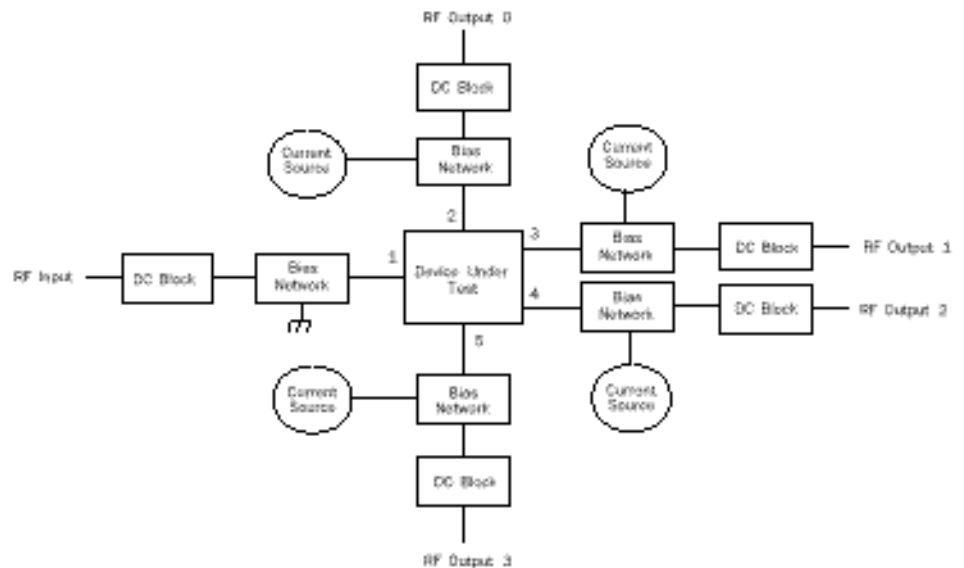 RF Output 0
DC Block
Current
Source
Bias
Network
Current
Source
2
3
Bias
Network
DC Block
RF Output 1
RF Input
DC Block
Bias
Network
1
Device Under
Test
4
Bias
Network
DC Block
RF Output 2
5
Current
Source
Bias
Network
Current
Source
DC Block
RF Output 3